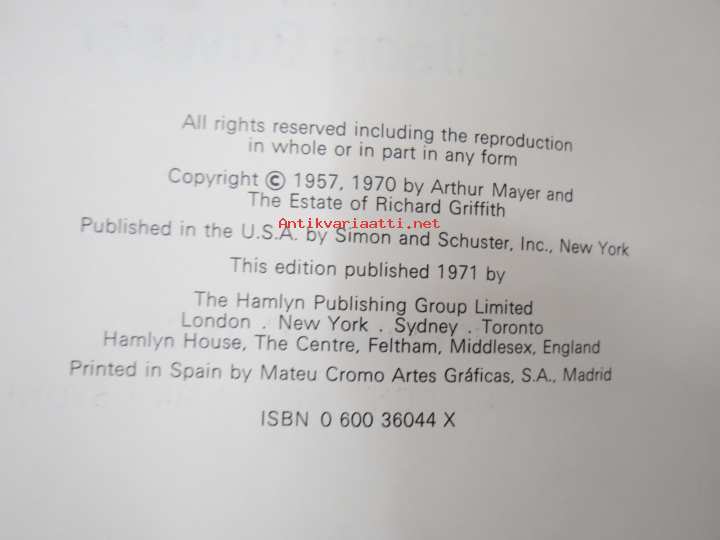 All rights reserved including the reproduction
in whole or in part in any form
Copyright © 1957, 1970 by Arthur Mayer and
The Estate of Richard Griffith
Antikvariaatti.net
Published in the U.S.A. by Simon and Schuster, Inc., New York
This edition published 1971 by
The Hamlyn Publishing Group Limited
London . New York . Sydney . Toronto
Hamlyn House, The Centre, Feltham, Middlesex, England
Printed in Spain by Mateu Cromo Artes Gráficas, S.A., Madrid
ISBN 0 600 36044 X